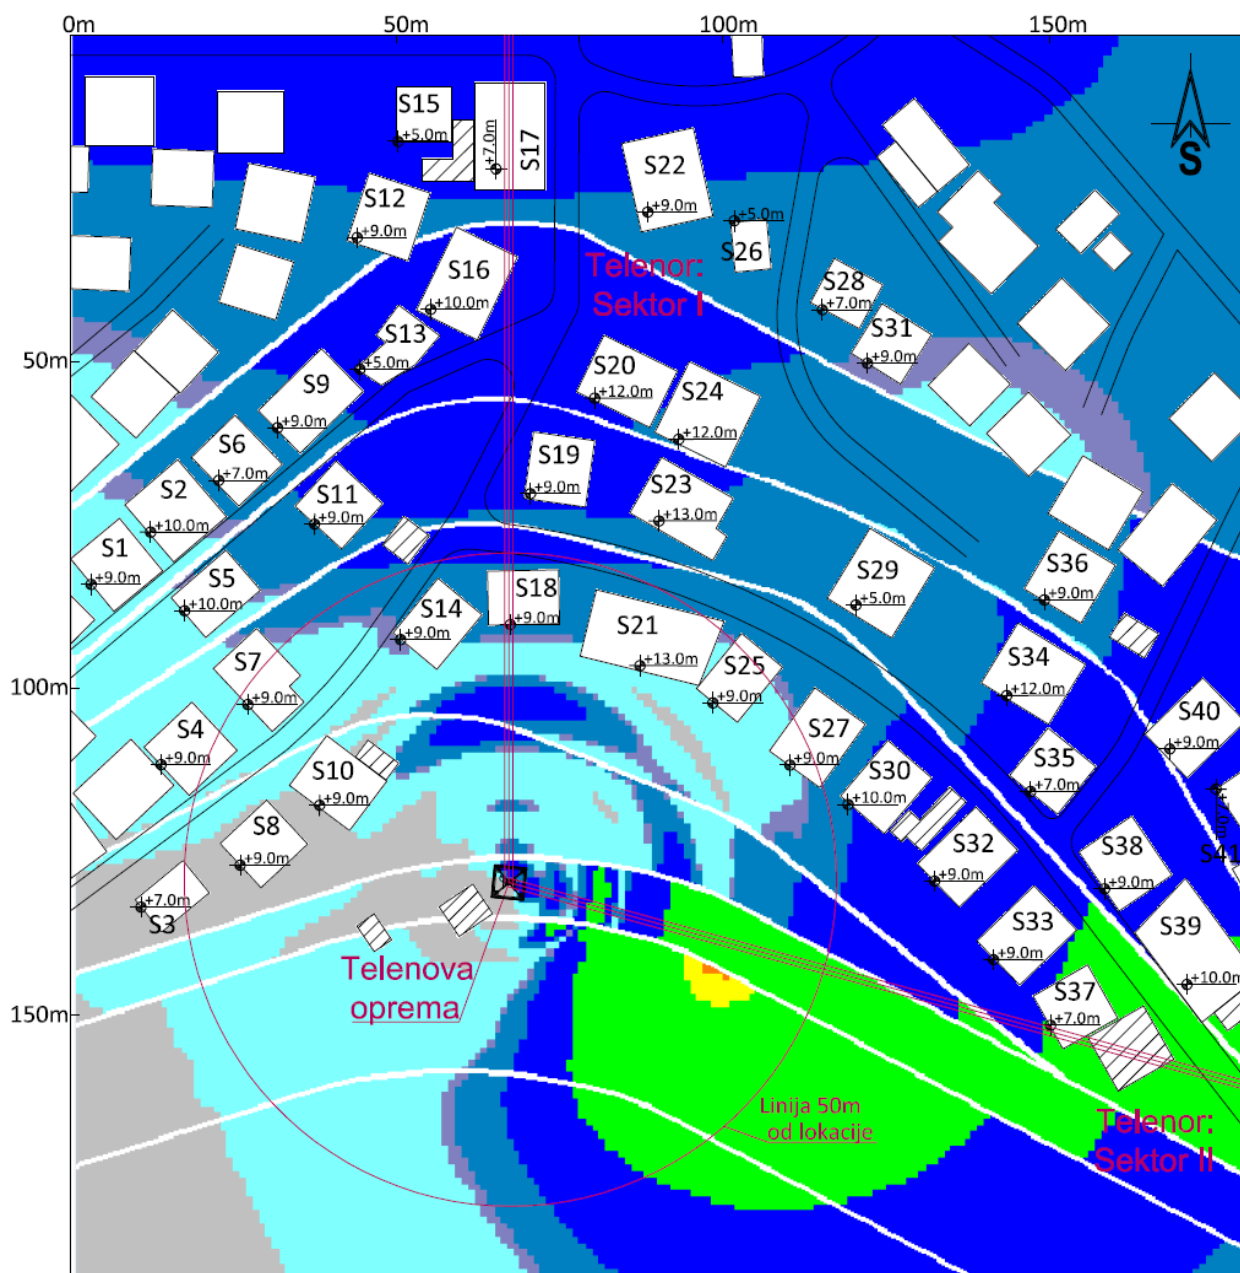 0m
50m
100m
150m
S15
+5.0m
+7.0m
S17
S
S22
+9.0m
S12
+9.0m
+5.0m
S26
S16
+10.0m
Telenor:
Sektor I
S28
+7.0m
S13
+5.0m
S31
+9.0m
50m
S20
+12.0m
S9
+9.0m
S24
+12.0m
S6
+7.0m
S19
+9.0m
S2
+10.0m
S11
+9.0m
S23
+13.0m
S1
+9.0m
S5
+10.0m
S29
+5.0m
S36
+9.0m
S14
+9.0m
S18
+9.0m
S21
+13.0m
S7
+9.0m
S25
+9.0m
S34
+12.0m
100m
S4
+9.0m
S27
+9.0m
S40
+9.0m
S10
+9.0m
S30
+10.0m
S35
+7.0m
+7.0m
S41
S8
+9.0m
S32
+9.0m
S38
+9.0m
+7.0m
S3
S33
+9.0m
S39
+10.0m
Telenova
oprema
S37
+7.0m
150m
Linija 50m
od lokacije
Telenor:
Sektor II